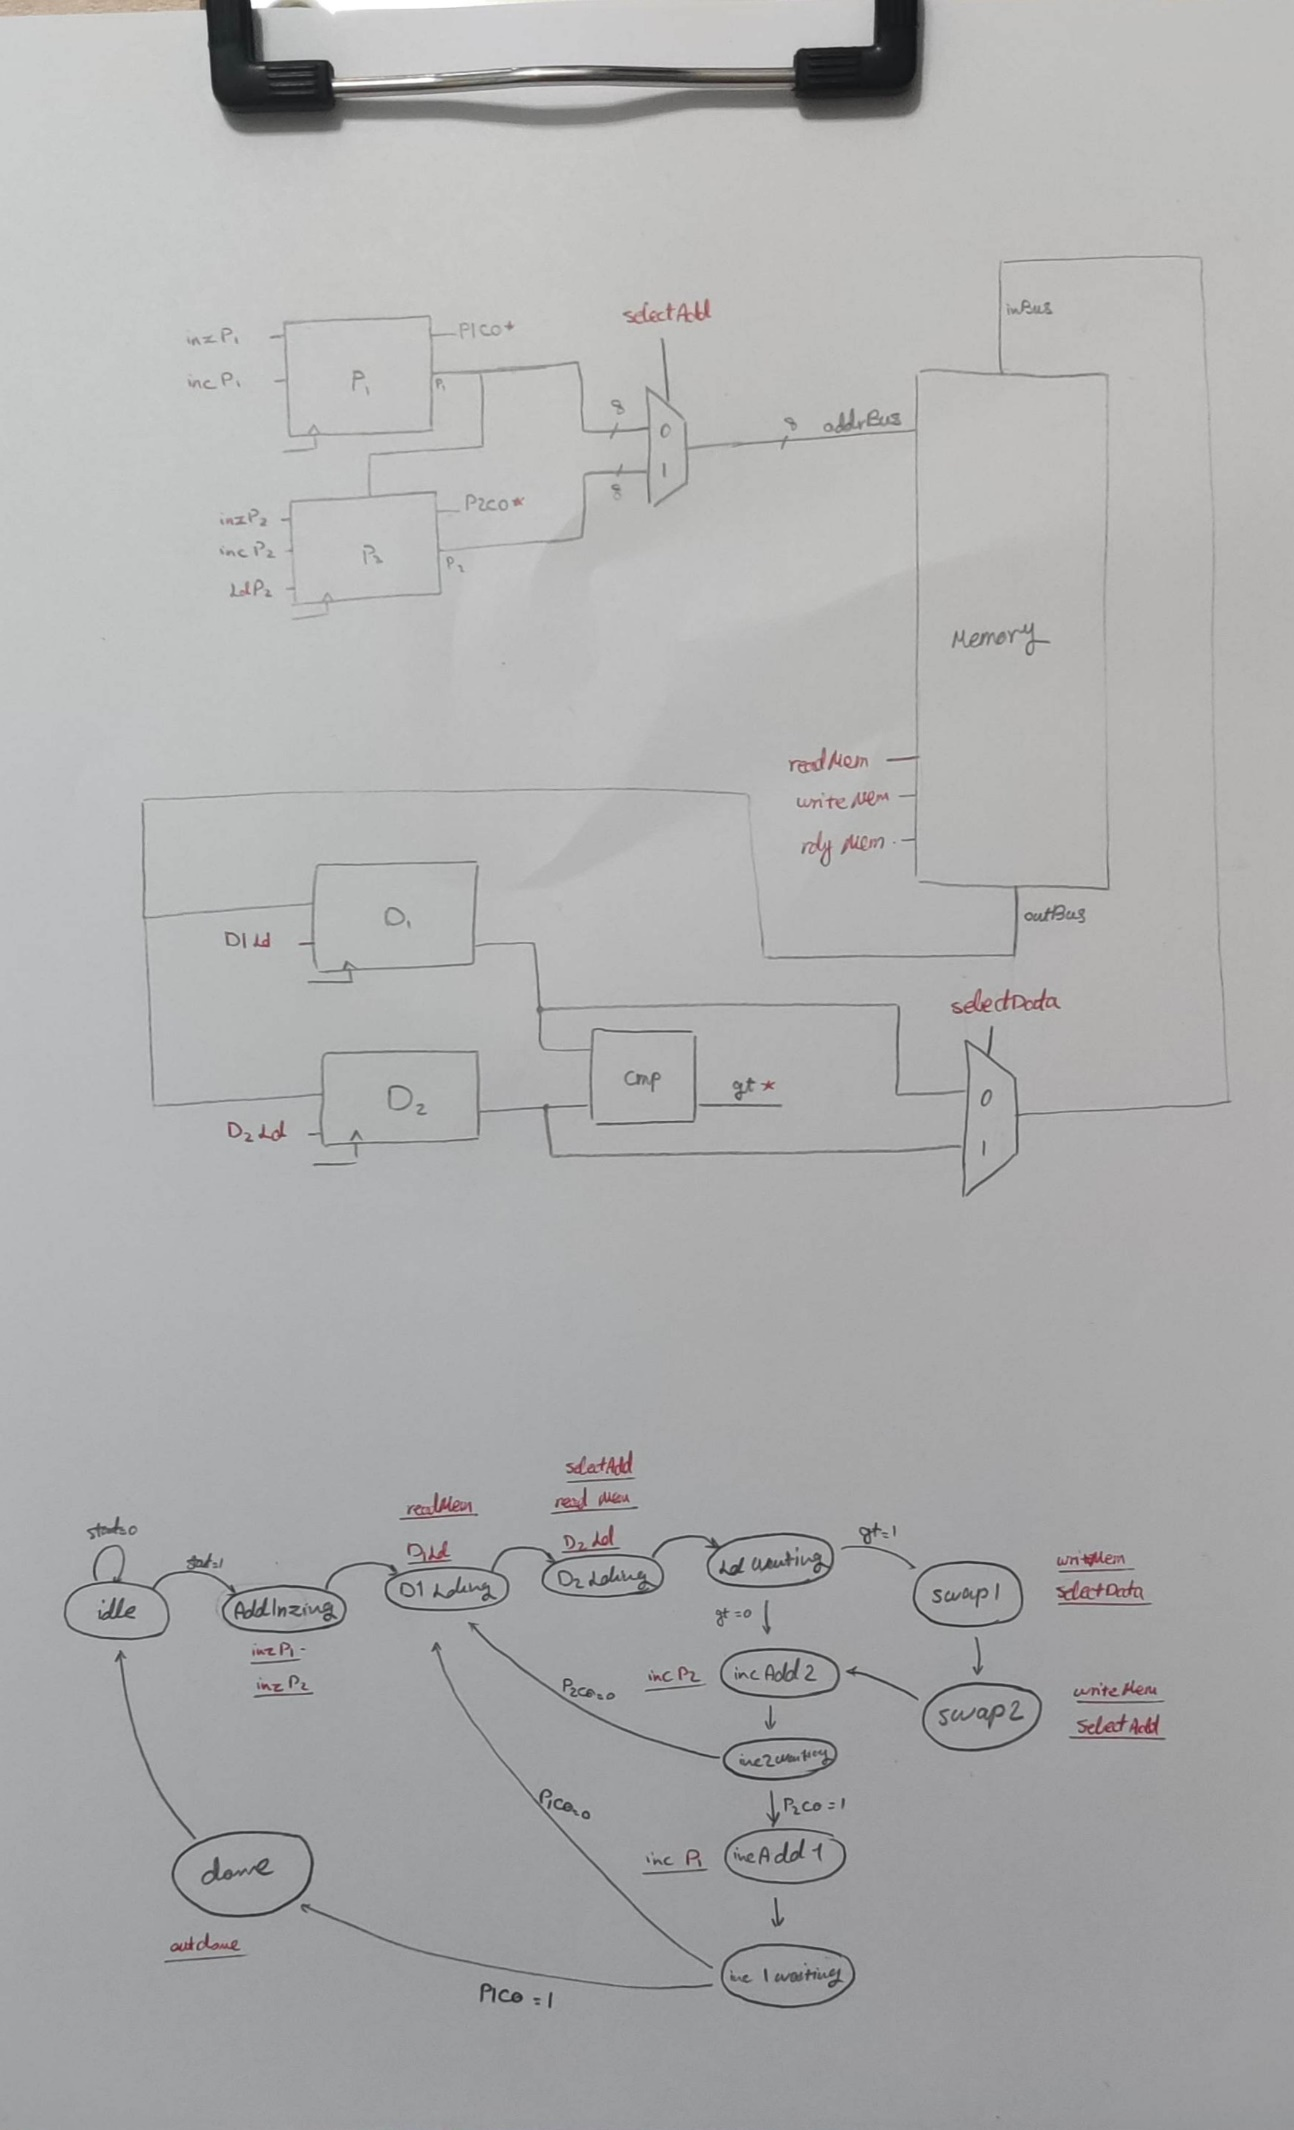 selectAdd
inBus
inzP1
P1co*
incP1
P1
P1
8
0
8
addrBus
1
8
inzP2
P2co*
incP2
P2
LdP2
Memory
readMem
writeMem
rdyMem
D1
D1Ld
outBus
selectData
D2
Cmp
gt*
0
D2Ld
1
selectAdd
readMem
readMem
start=0
D1Ld
D2Ld
gt=1
start=1
Ldwaiting
writeMem
idle
AddInzing
D1Lding
D2Lding
swap1
selectData
gt=0
inzP1
inzP2
incP2
incAdd2
P2co=0
swap2
writeMem
selectAdd
inc2waiting
P1co=0
P2co=1
incP1
incAdd1
done
outdone
inc1waiting
P1co=1